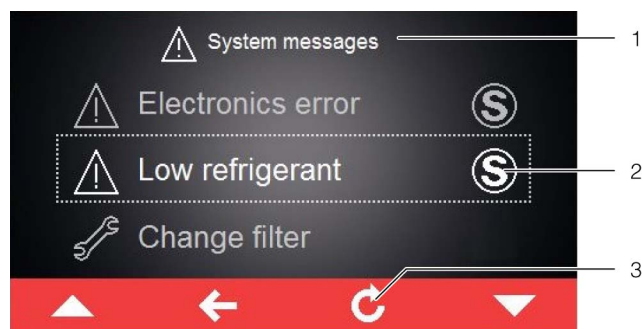 System messages 1
Electronics error S
Low refrigerant S 2
Change filter
3